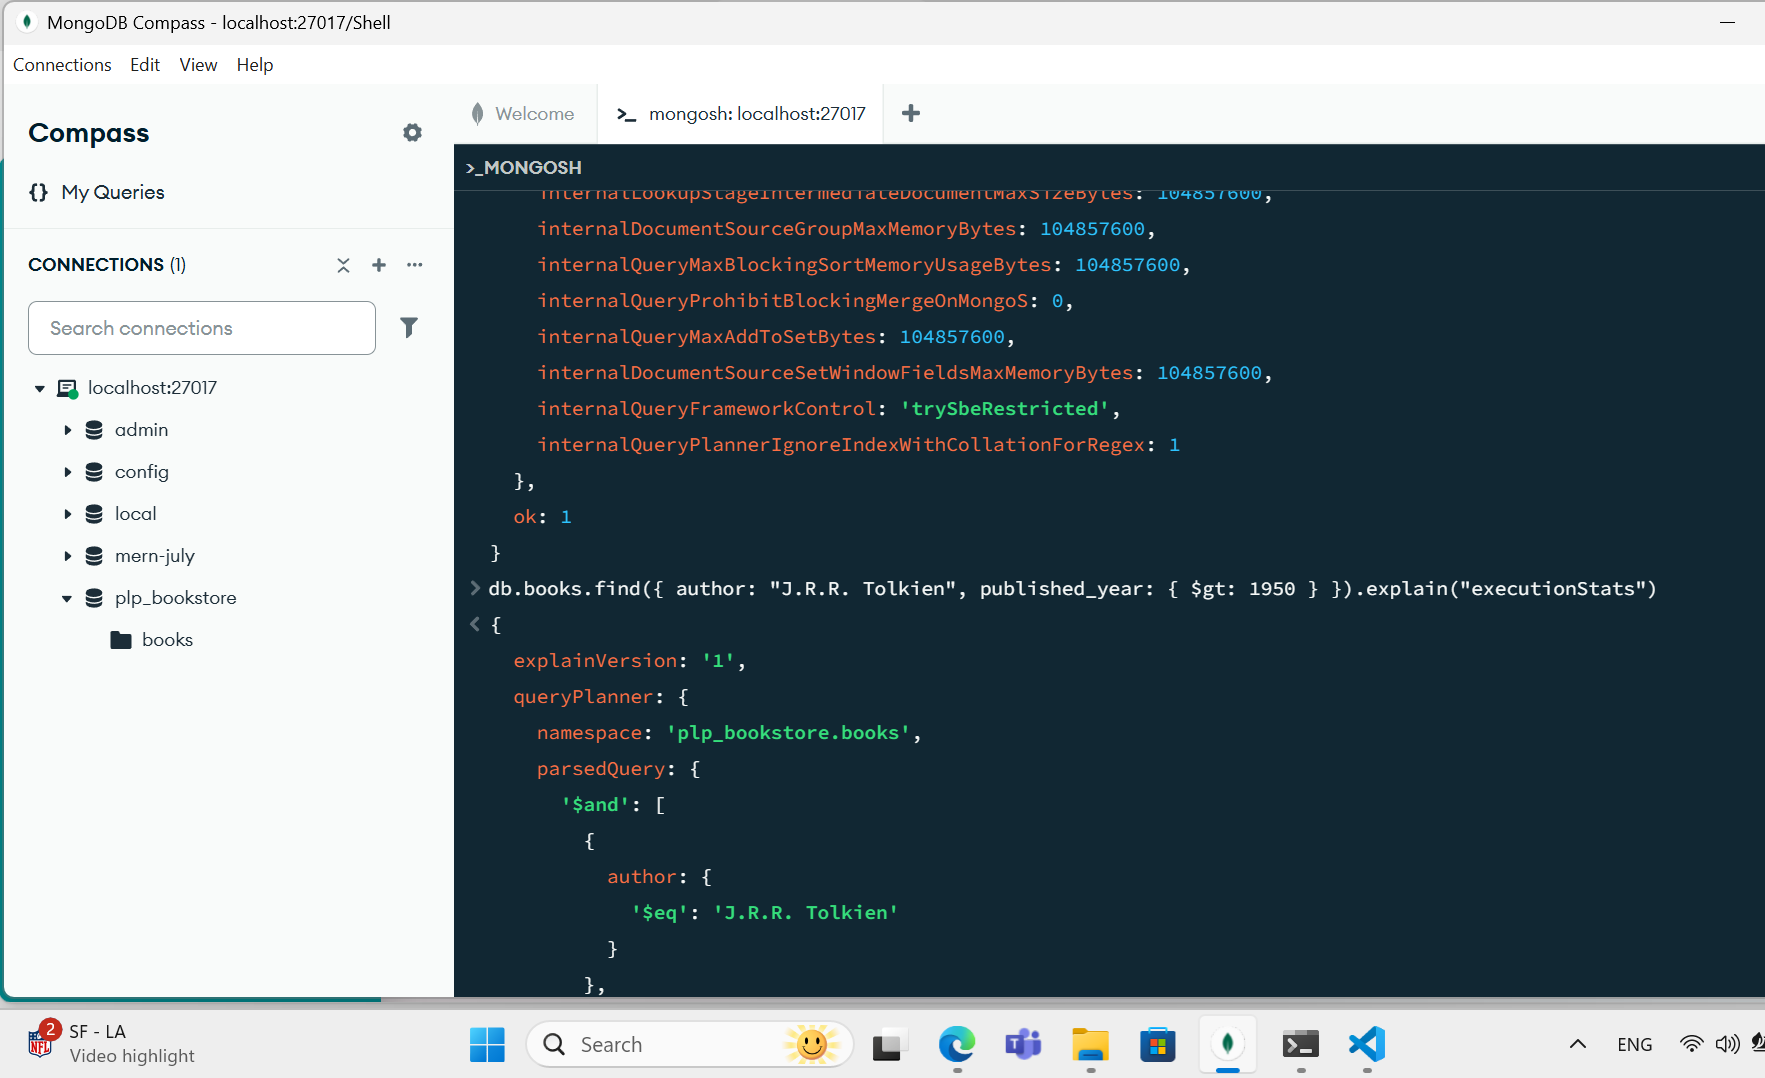 MongoDB Compass - localhost:27017/Shell
Connections Edit View Help
Compass
My Queries
CONNECTIONS (1)
Search connections
localhost:27017
admin
config
local
mern-july
plp_bookstore
books
Welcome
mongosh: localhost:27017
>_MONGOSH
internalLookupStageIntermediateDocumentMaxSizeBytes: 104857600,
internalDocumentSourceGroupMaxMemoryBytes: 104857600,
internalQueryMaxBlockingSortMemoryUsageBytes: 104857600,
internalQueryProhibitBlockingMergeOnMongoS: 0,
internalQueryMaxAddToSetBytes: 104857600,
internalDocumentSourceSetWindowFieldsMaxMemoryBytes: 104857600,
internalQueryFrameworkControl: 'trySbeRestricted',
internalQueryPlannerIgnoreIndexWithCollationForRegex: 1
},
ok: 1
}
> db.books.find({ author: "J.R.R. Tolkien", published_year: { $gt: 1950 } }).explain("executionStats")
< {
explainVersion: '1',
queryPlanner: {
namespace: 'plp_bookstore.books',
parsedQuery: {
'$and': [
{
author: {
'$eq': 'J.R.R. Tolkien'
}
},
2
NFL
SF - LA
Video highlight
Search
ENG